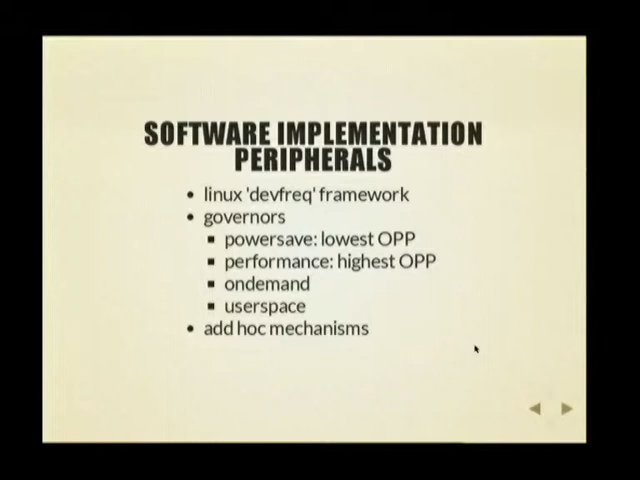 SOFTWARE IMPLEMENTATION
PERIPHERALS
linux 'devfreq' framework
governors
powersave: lowest OPP
performance: highest OPP
ondemand
userspace
add hoc mechanisms